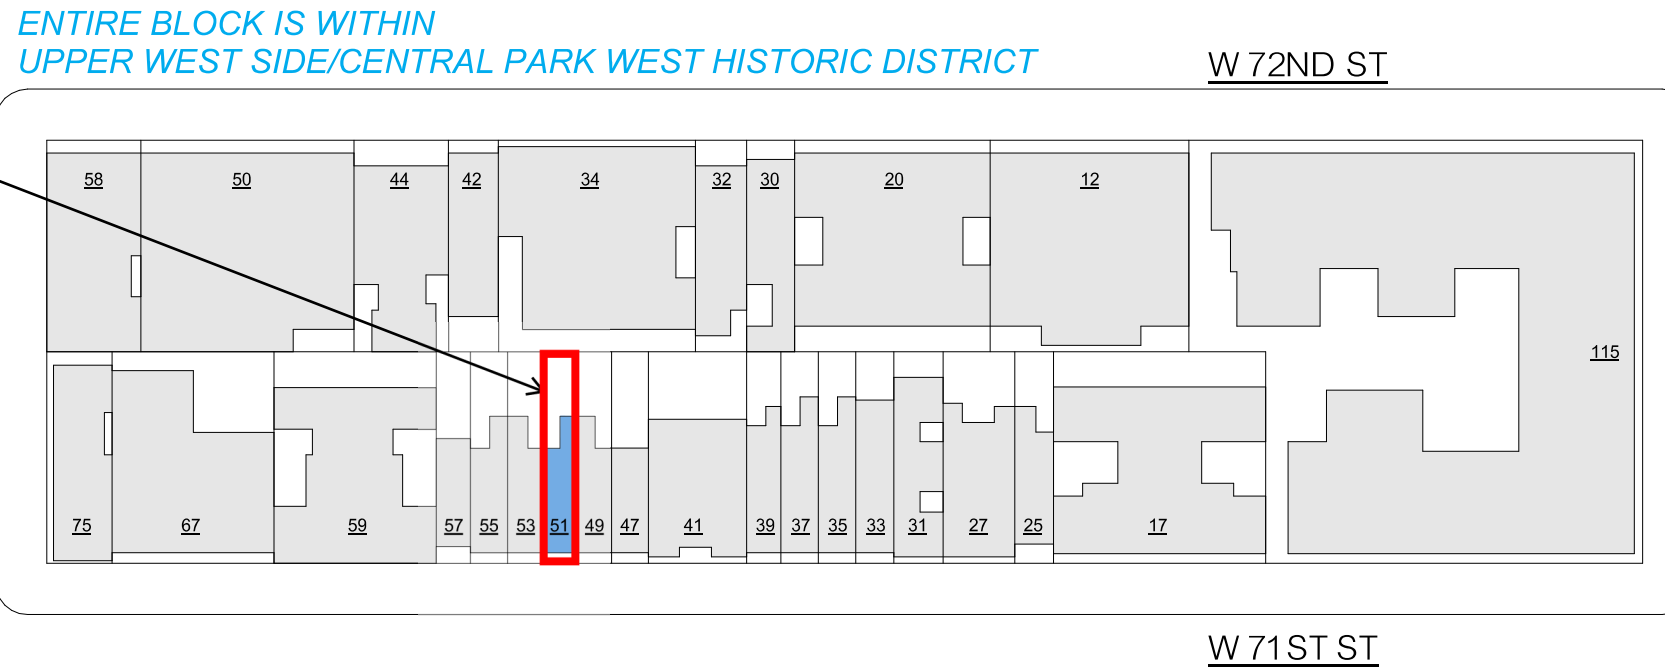 ENTIRE BLOCK IS WITHIN
UPPER WEST SIDE/CENTRAL PARK WEST HISTORIC DISTRICT
W 72ND ST
58 50 44 42 34 32 30 20 12
115
75 67 59 57 55 53 51 49 47 41 39 37 35 33 31 27 25 17
W 71ST ST